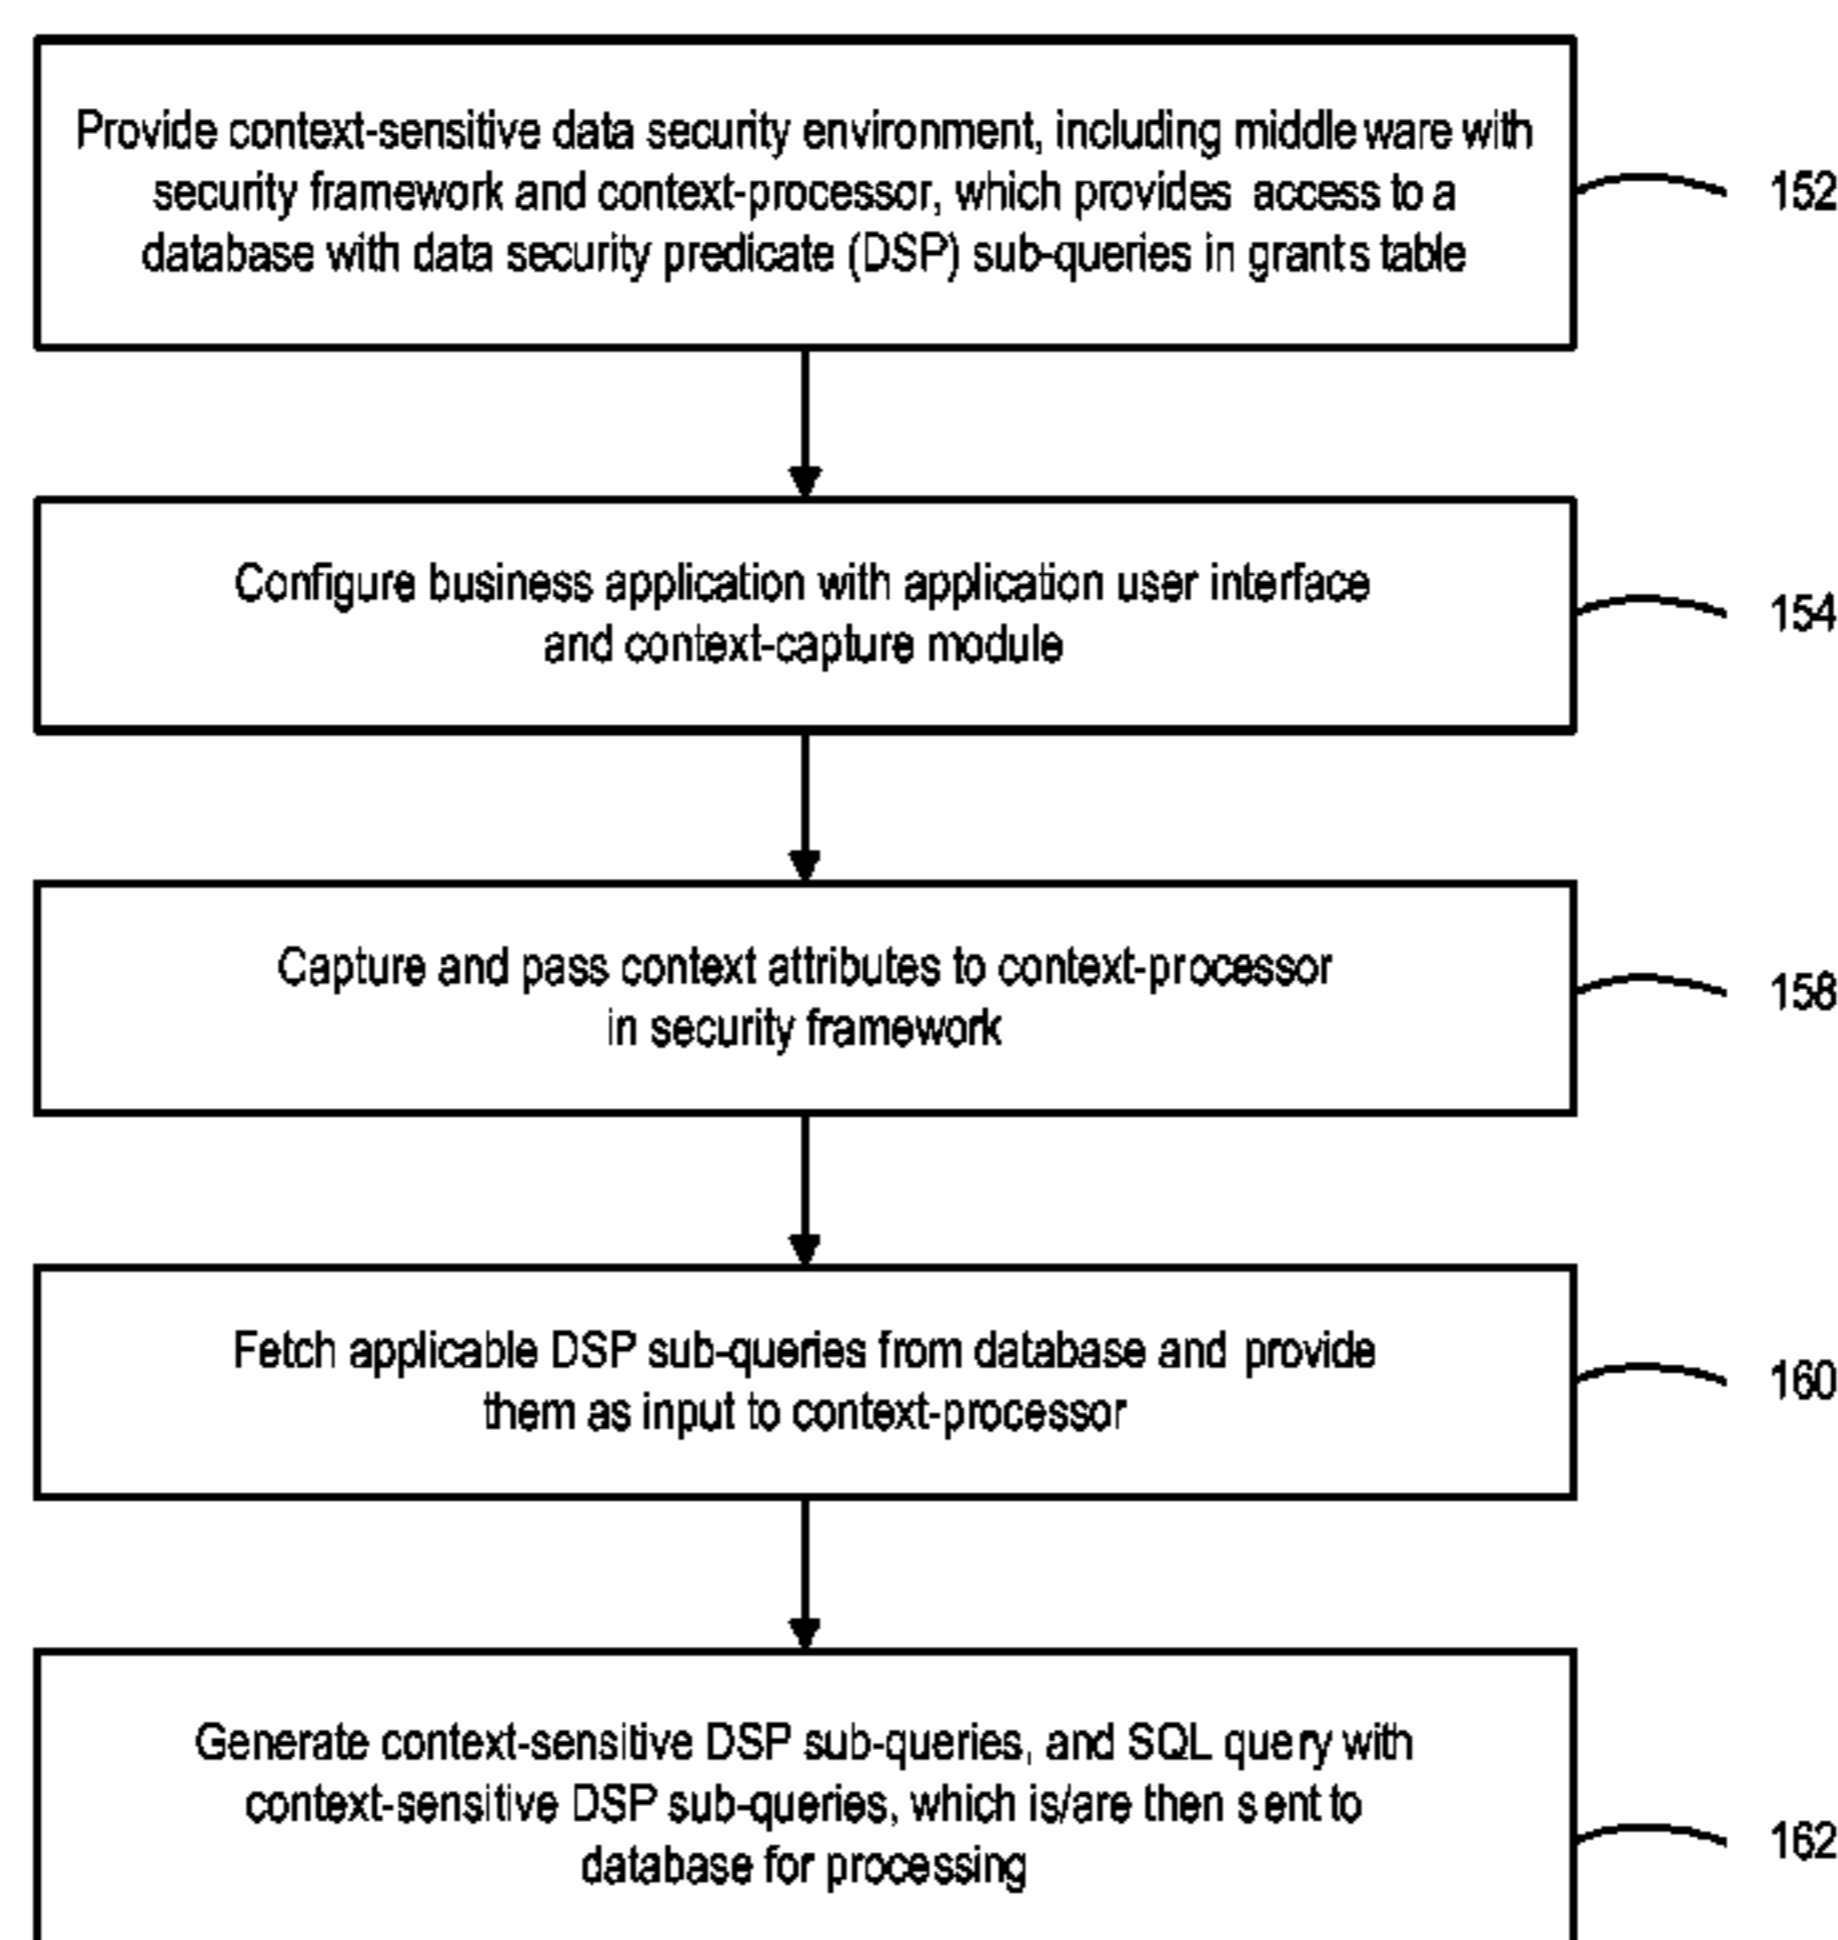 Provide context-sensitive data security environment, including middleware with
security framework and context-processor, which provides access to a
database with data security predicate (DSP) sub-queries in grants table
152
Configure business application with application user interface
and context-capture module
154
Capture and pass context attributes to context-processor
in security framework
158
Fetch applicable DSP sub-queries from database and provide
them as input to context-processor
160
Generate context-sensitive DSP sub-queries, and SQL query with
context-sensitive DSP sub-queries, which is/are then sent to
database for processing
162